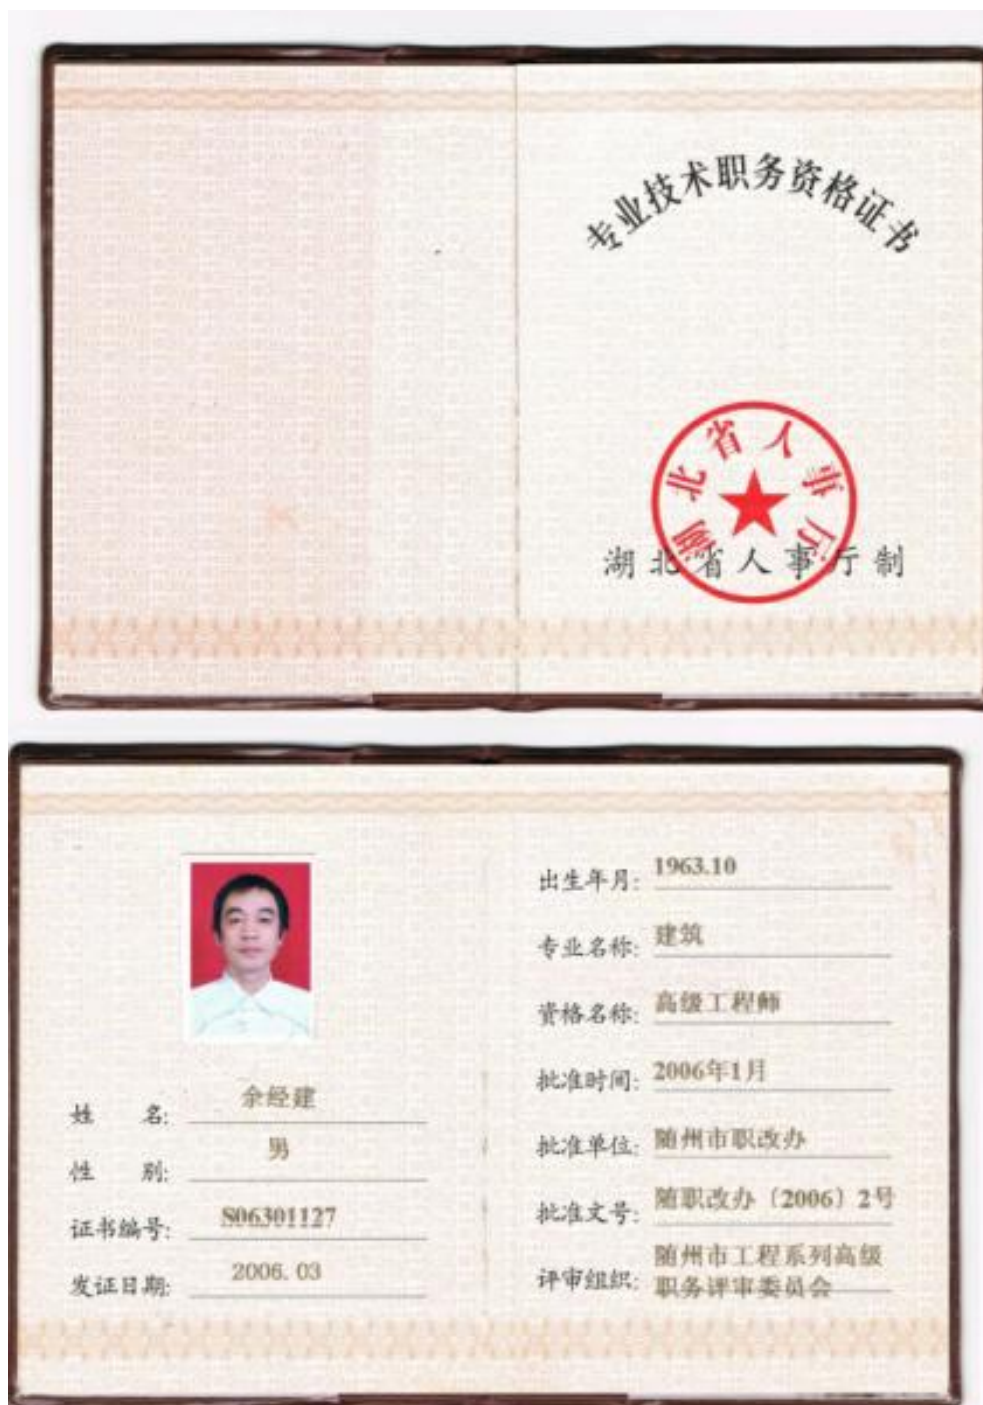 专业技术职务资格证书
湖北省人事厅
湖北省人事厅制
姓 名: 余经建
性 别: 男
证书编号: S06301127
发证日期: 2006.03
出生年月: 1963.10
专业名称: 建筑
资格名称: 高级工程师
批准时间: 2006年1月
批准单位: 随州市职改办
批准文号: 随职改办〔2006〕2号
评审组织: 随州市工程系列高级
职务评审委员会